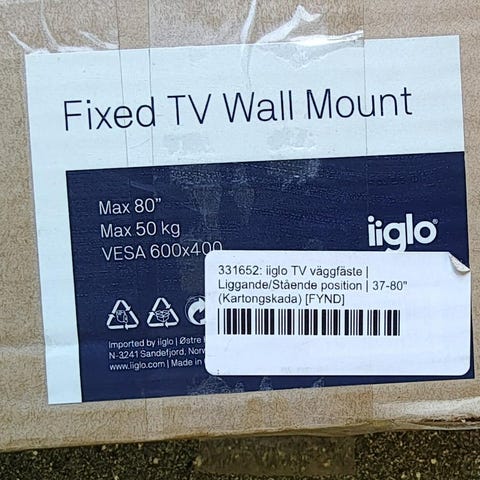 Fixed TV Wall Mount
Max 80"
Max 50 kg
VESA 600x400
iiglo®
331652: iiglo TV väggfäste |
Liggande/Stående position | 37-80"
(Kartongskada) [FYND]
Imported by iiglo | Østre
N-3241 Sandefjord,
www.iiglo.com | Made in